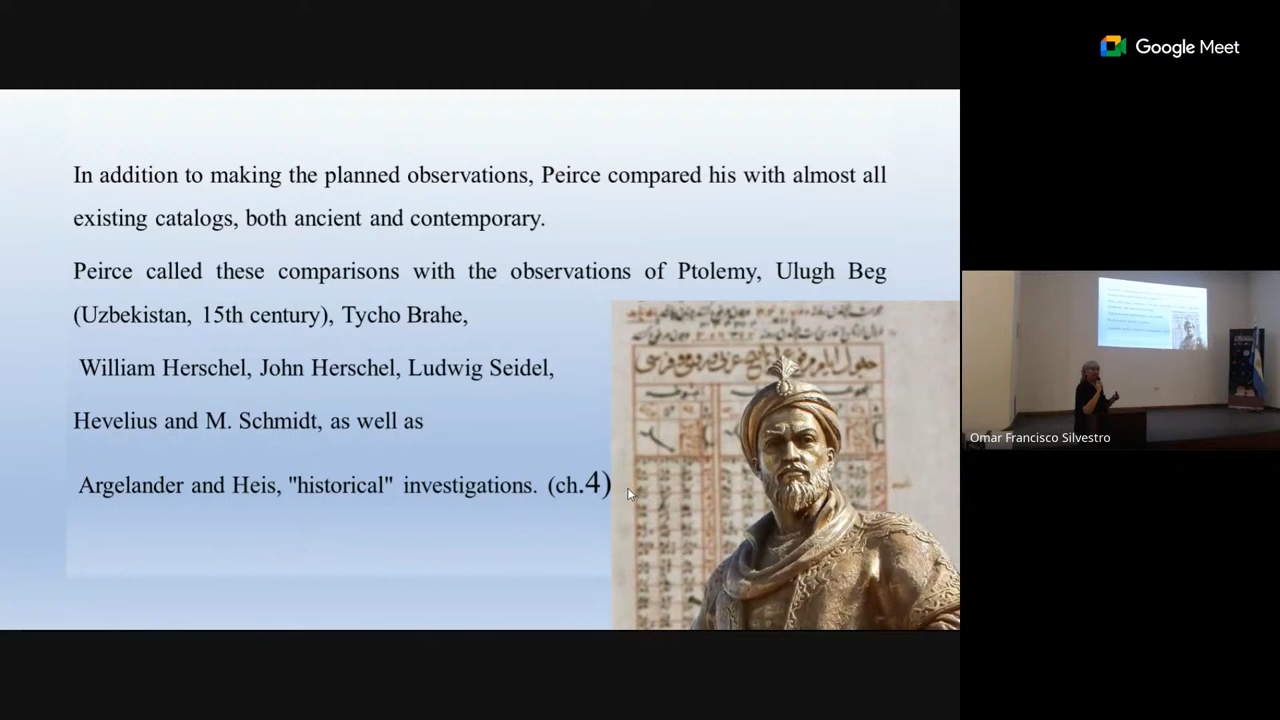 Google Meet
In addition to making the planned observations, Peirce compared his with almost all
existing catalogs, both ancient and contemporary.
Peirce called these comparisons with the observations of Ptolemy, Ulugh Beg
(Uzbekistan, 15th century), Tycho Brahe,
William Herschel, John Herschel, Ludwig Seidel,
Hevelius and M. Schmidt, as well as
Argelander and Heis, "historical" investigations. (ch.4)
Omar Francisco Silvestro